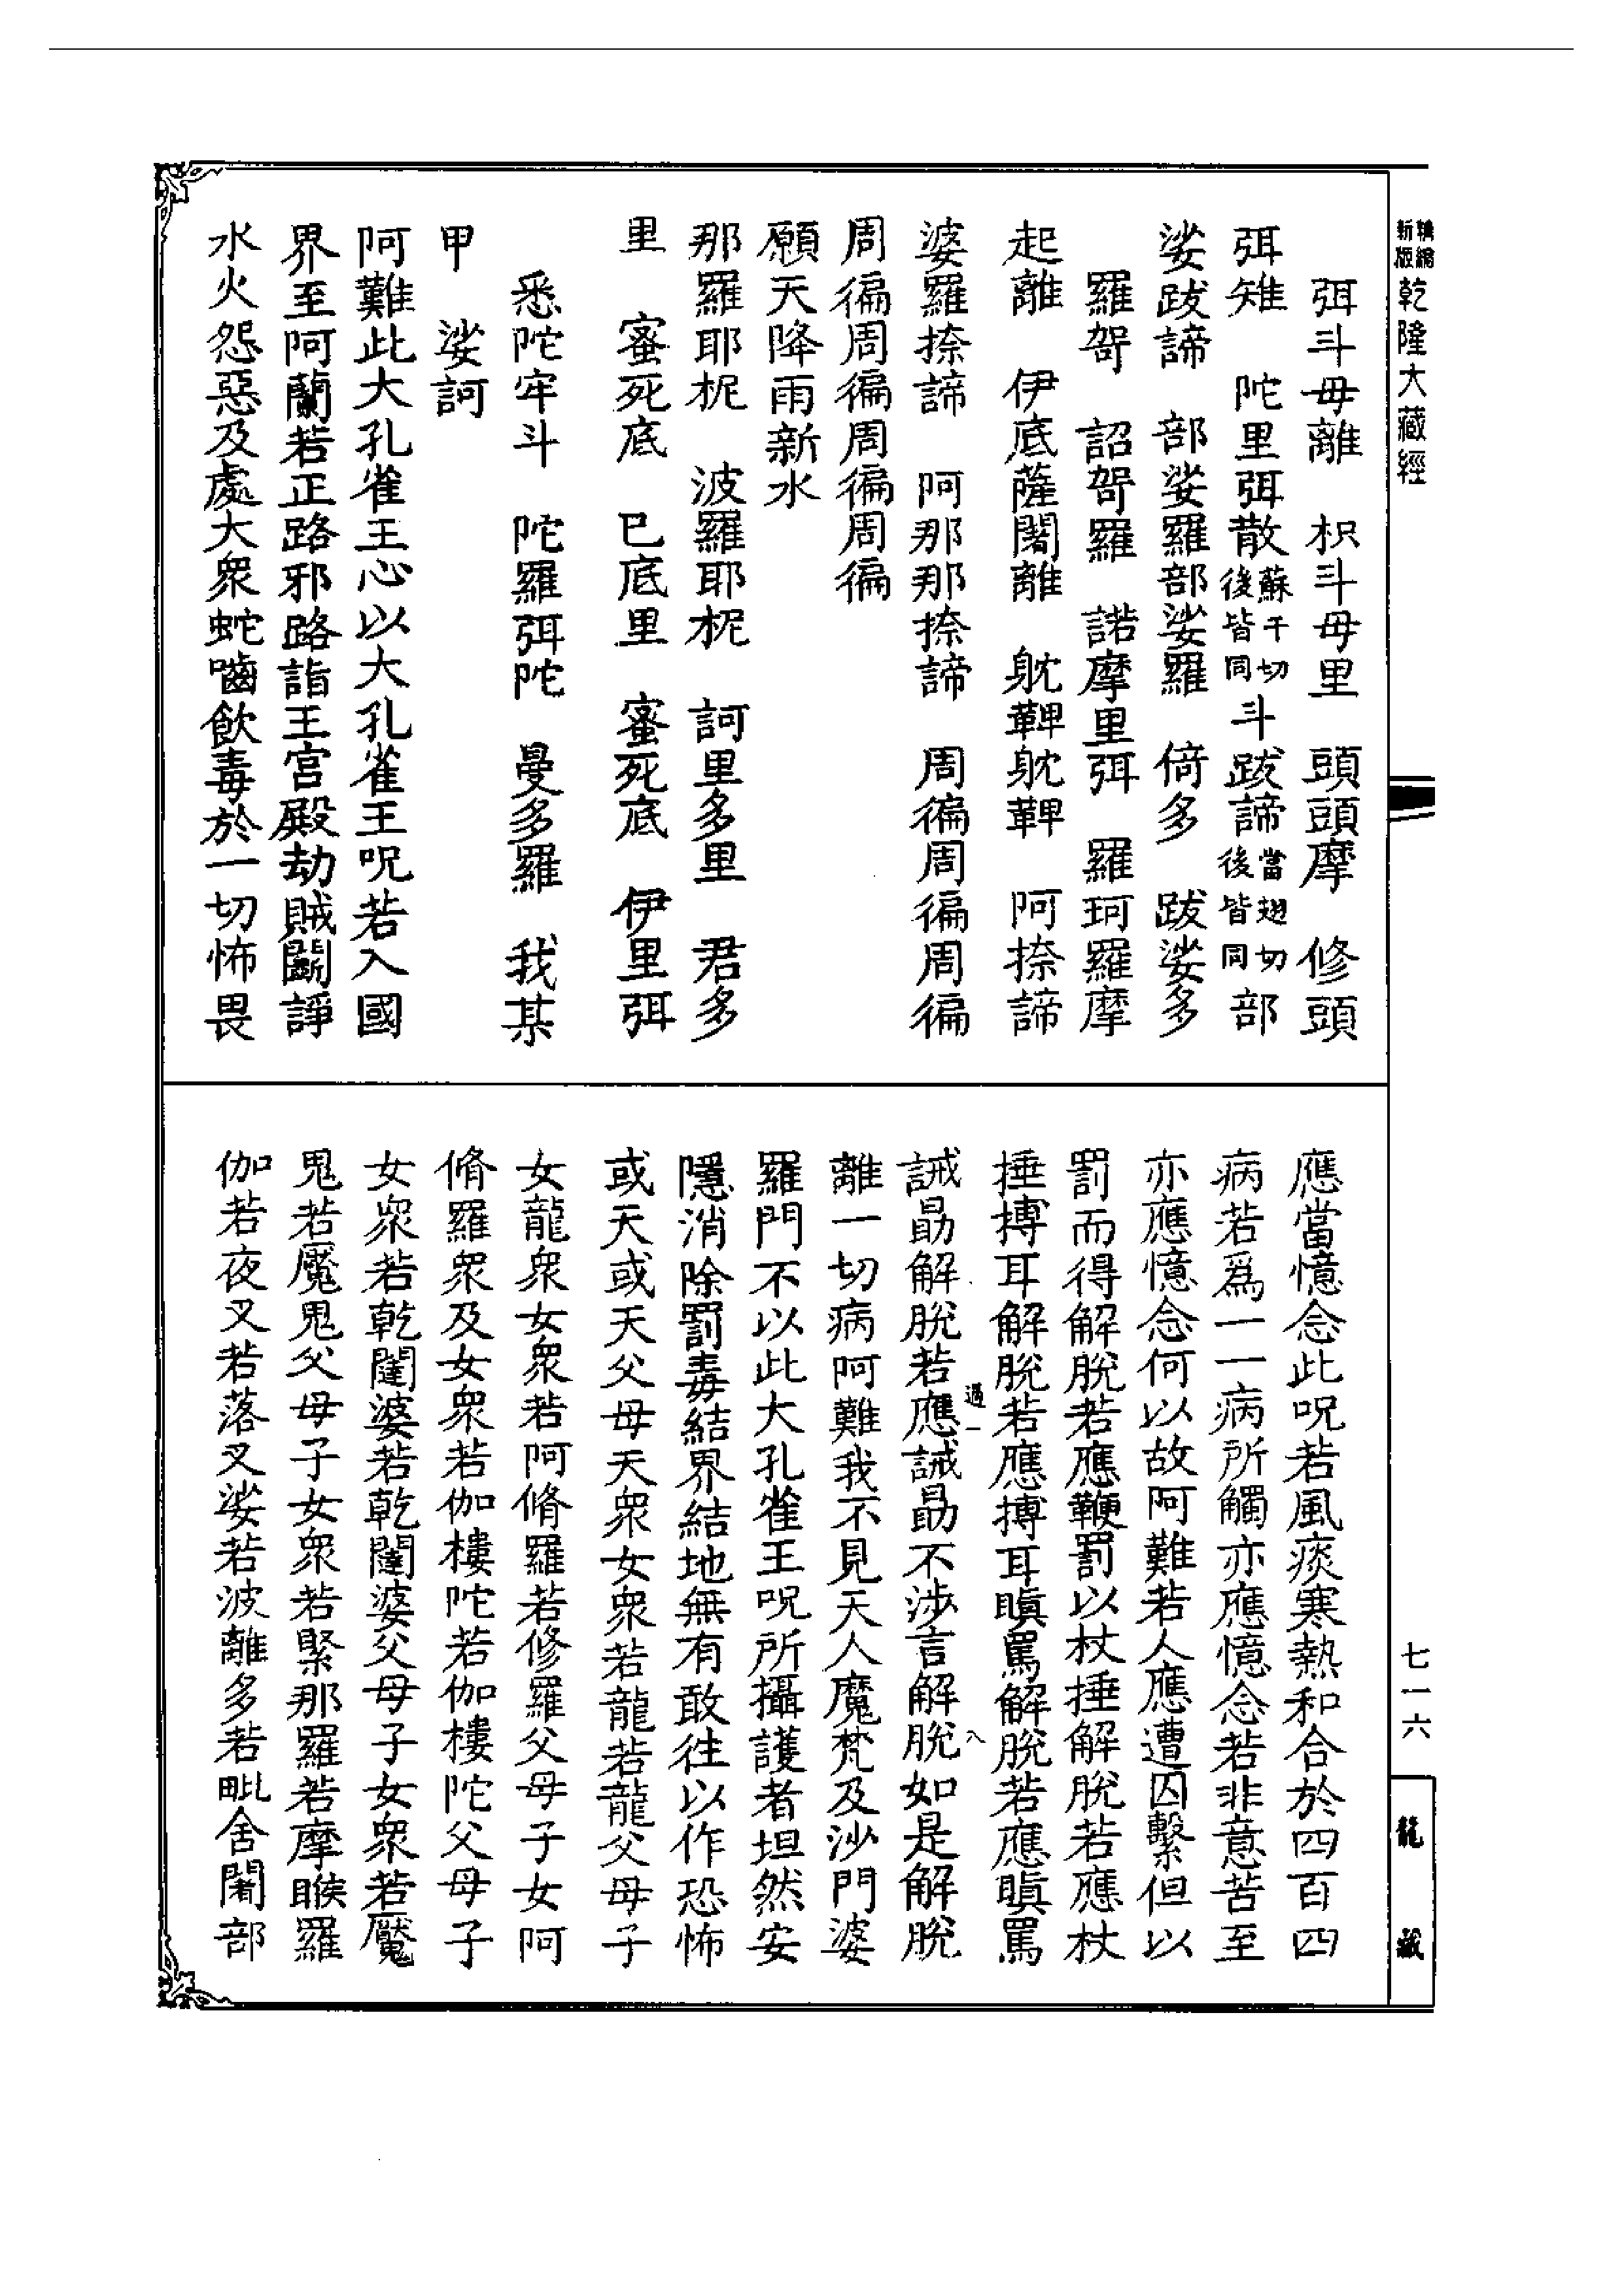 新版
乾隆大藏經
弭斗毋離　枳斗毋里　頭頭摩　修頭
弭雉　陀里弭散蘇干切後皆同斗跋諦當翅切後皆同部
娑跋諦　部娑羅部娑羅　倚多　跋娑多
羅哿　詔哿羅　諾摩里弭　羅珂羅摩
起離　伊底薩闍離　躭鞞躭鞞　阿捺諦
婆羅捺諦　阿那那捺諦　周徧周徧周徧
周徧周徧周徧周徧
願天降雨新水
那羅耶柅　波羅耶柅　訶里多里　君多
里　蜜死底　巳底里　蜜死底　伊里弭
悉陀牢斗　陀羅弭陀　曼多羅　我某
甲　娑訶
阿難此大孔雀王心以大孔雀王呪若入國
界至阿蘭若正路邪路詣王宮殿劫賊鬭諍
水火怨惡及處大衆蛇嚙飲毒於一切怖畏
應當憶念此呪若風痰寒熱和合於四百四
病若爲一一病所觸亦應憶念若非意苦至
亦應憶念何以故阿難若人應遭囚繫但以
罰而得解脫若應鞭罰以杖捶解脫若應杖
捶摶耳解脫若應摶耳瞋罵解脫若應瞋罵
誡勗解脫若應誡勗不涉言解脫如是解脫
離一切病阿難我不見天人魔梵及沙門婆
羅門不以此大孔雀王呪所攝護者坦然安
隱消除罰毒結界結地無有敢往以作恐怖
或天或天父母天衆女衆若龍若龍父母子
女龍衆女衆若阿脩羅若修羅父母子女阿
脩羅衆及女衆若伽樓陀若伽樓陀父母子
女衆若乾闥婆若乾闥婆父母子女衆若魘
鬼若魘鬼父母子女衆若緊那羅若摩睺羅
伽若夜叉若落叉娑若波離多若毗舍闍部
過一
八
七一六
龍藏